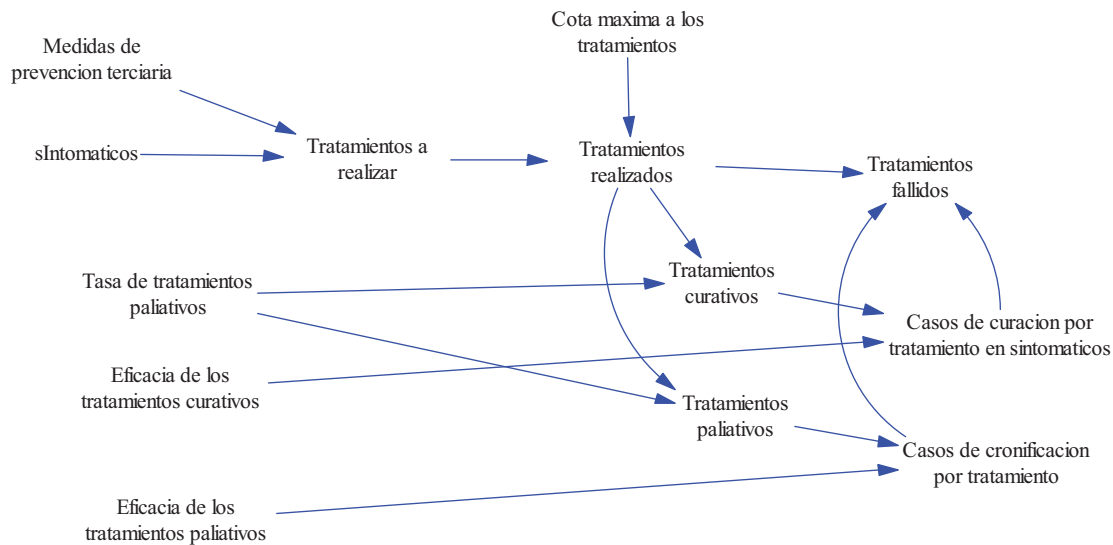 Cota maxima a los
tratamientos
Medidas de
prevencion terciaria
sIntomaticos
Tratamientos a
realizar
Tratamientos
realizados
Tratamientos
fallidos
Tasa de tratamientos
paliativos
Tratamientos
curativos
Casos de curacion por
tratamiento en sintomaticos
Eficacia de los
tratamientos curativos
Tratamientos
paliativos
Casos de cronificacion
por tratamiento
Eficacia de los
tratamientos paliativos